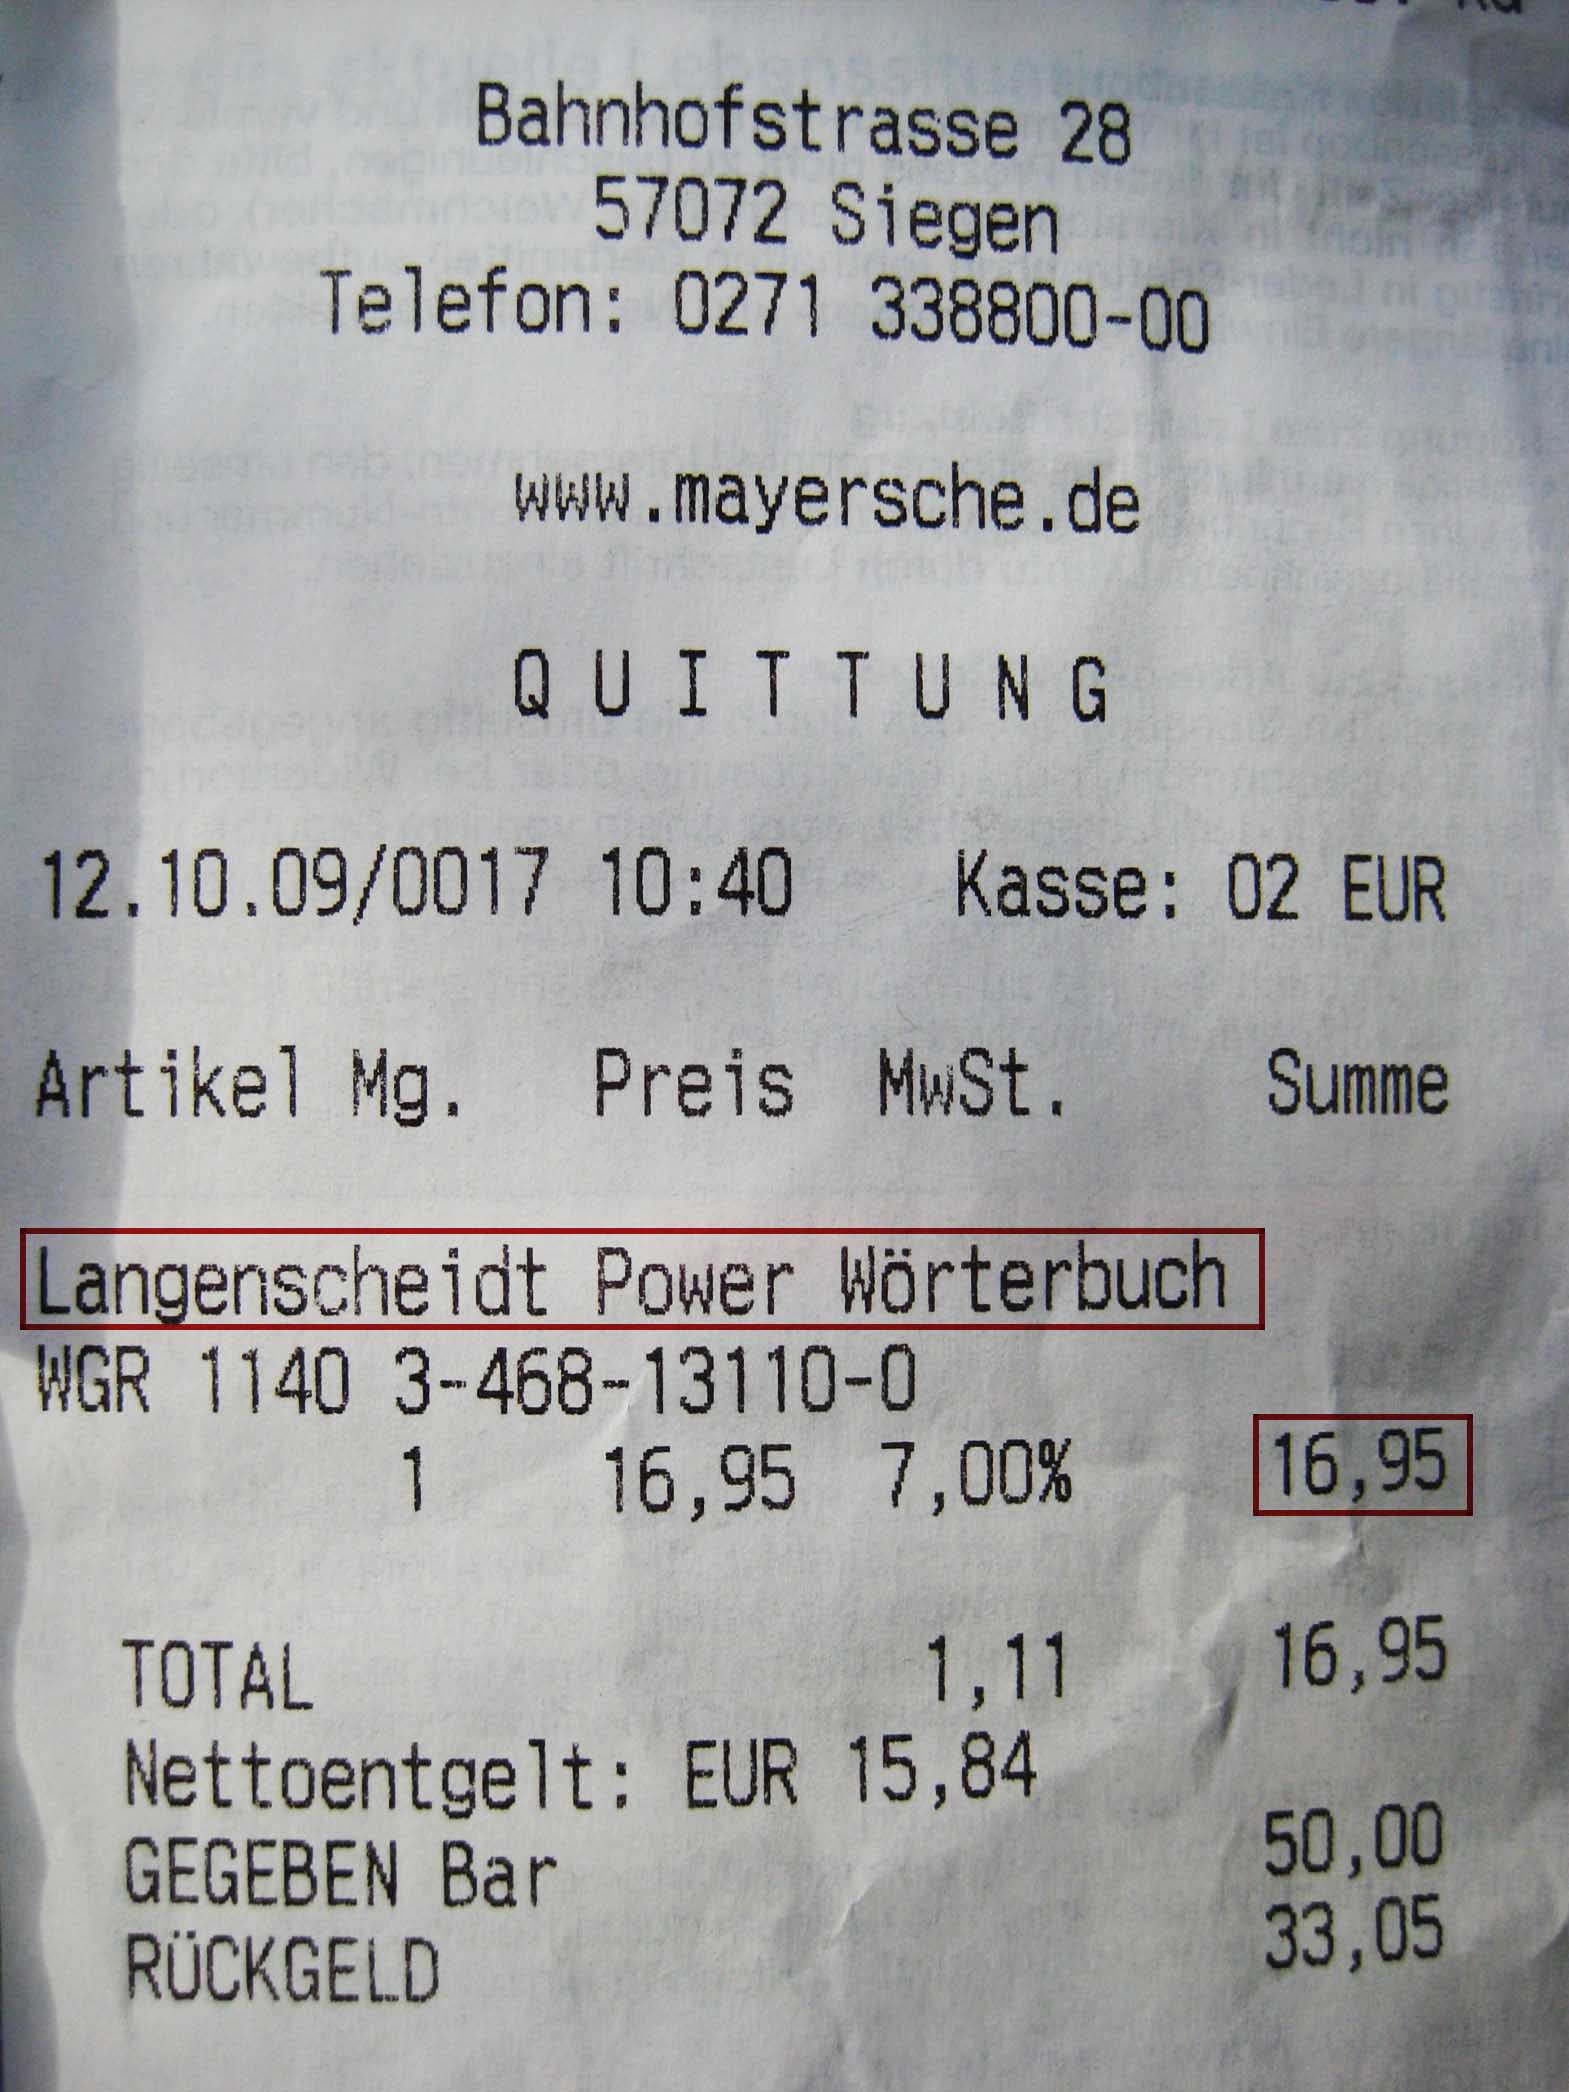 Bahnhofstrasse 28
57072 Siegen
Telefon: 0271 338800-00
www.mayersche.de
Q U I T T U N G
12.10.09/0017 10:40 Kasse: 02 EUR
Artikel Mg. Preis MwSt. Summe
Langenscheidt Power Wörterbuch
WGR 1140 3-468-13110-0
1 16,95 7,00% 16,95
TOTAL 1,11 16,95
Nettoentgelt: EUR 15,84
GEGEBEN Bar 50,00
RÜCKGELD 33,05